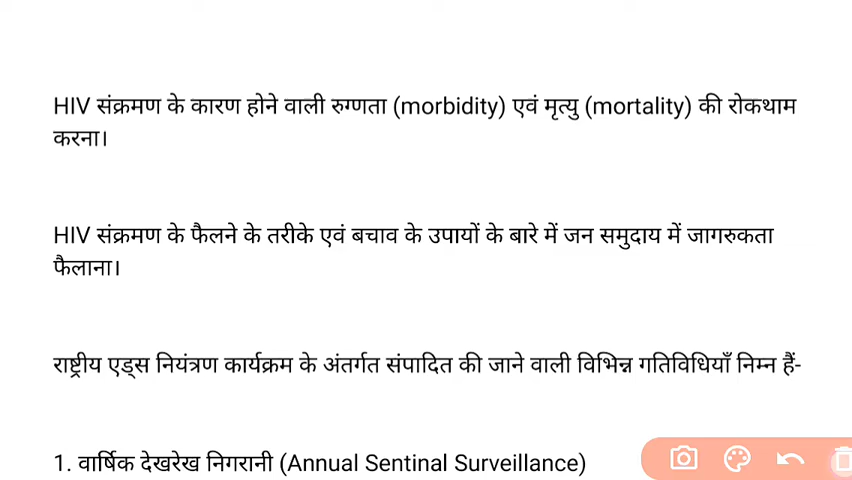 HIV संक्रमण के कारण होने वाली रुग्णता (morbidity) एवं मृत्यु (mortality) की रोकथाम
करना।
HIV संक्रमण के फैलने के तरीके एवं बचाव के उपायों के बारे में जन समुदाय में जागरुकता
फैलाना।
राष्ट्रीय एड्स नियंत्रण कार्यक्रम के अंतर्गत संपादित की जाने वाली विभिन्न गतिविधियाँ निम्न हैं-
1. वार्षिक देखरेख निगरानी (Annual Sentinal Surveillance)